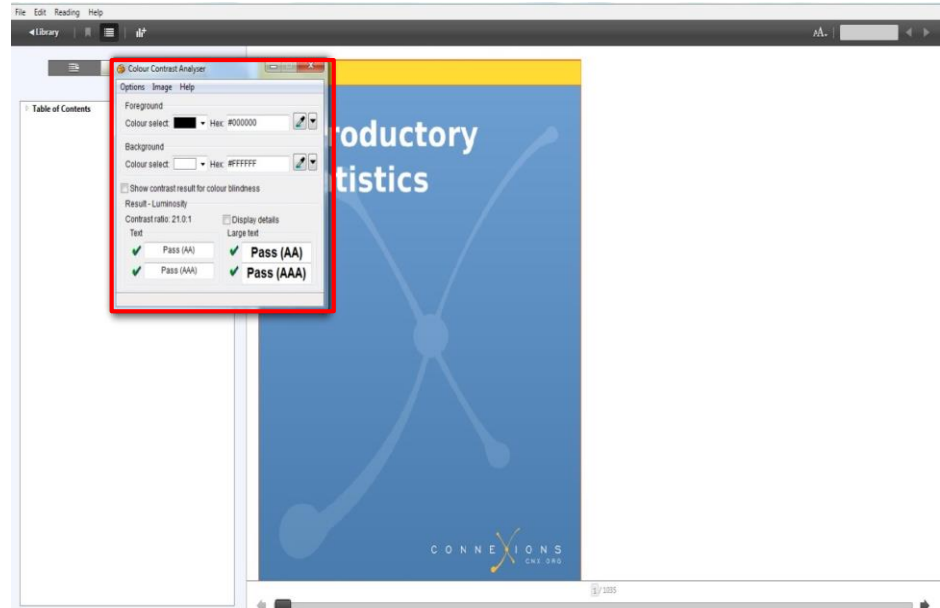 File Edit Reading Help
Library
AA
Table of Contents
Colour Contrast Analyser
Options Image Help
Foreground
Colour select: Hex: #000000
Background
Colour select: Hex: #FFFFFF
Show contrast result for colour blindness
Result - Luminosity
Contrast ratio: 21.0:1 Display details
Text Large text
Pass (AA) Pass (AA)
Pass (AAA) Pass (AAA)
roductory
tistics
CONNEXIONS
CNX.ORG
1/1035